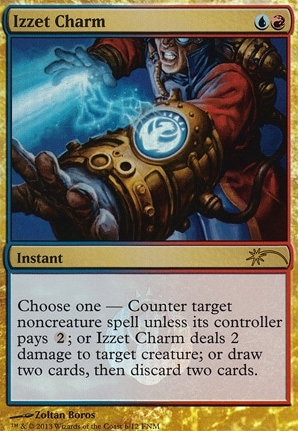 Izzet Charm
Instant
Choose one — Counter target
noncreature spell unless its controller
pays 2; or Izzet Charm deals 2
damage to target creature; or draw
two cards, then discard two cards.
Zoltan Boros
™ & © 2013 Wizards of the Coast 6/12 FNM